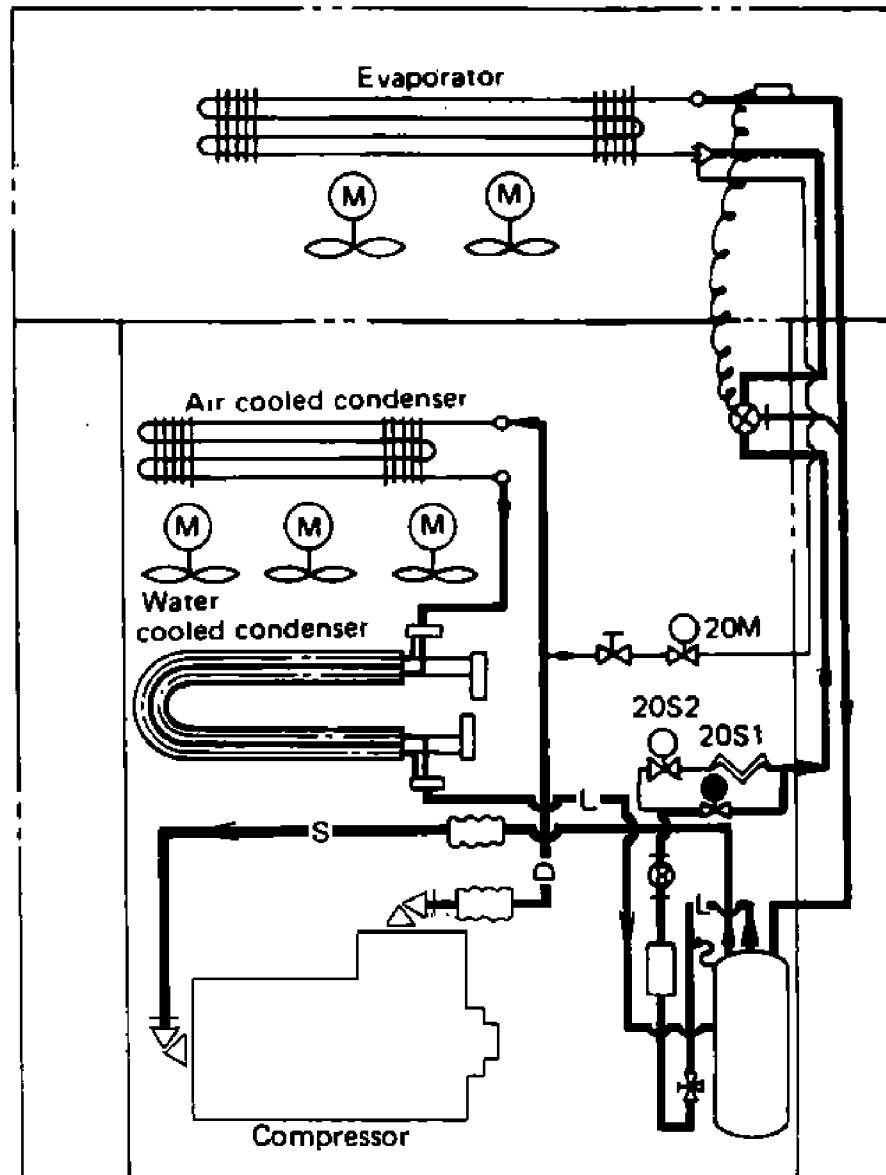 Evaporator
M
M
Air cooled condenser
M
M
M
Water
cooled condenser
20M
20S2
20S1
L
S
D
L
Compressor